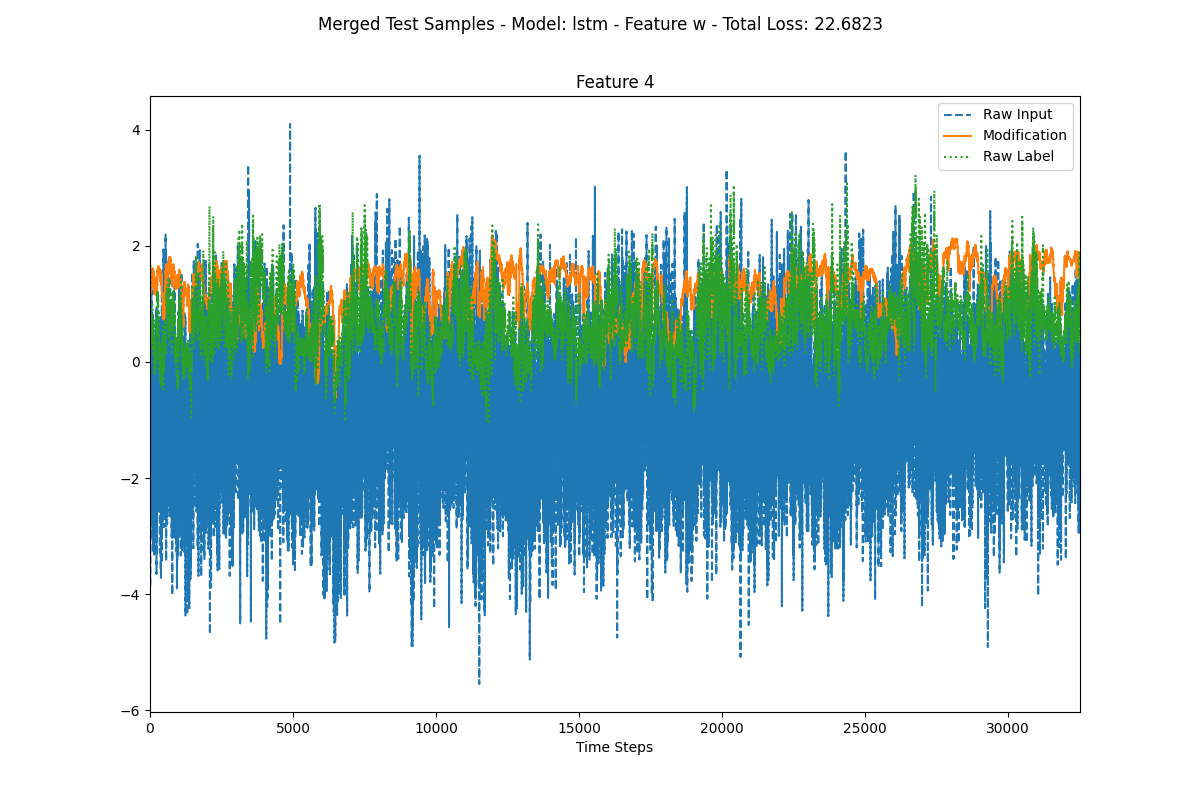 Merged Test Samples - Model: lstm - Feature w - Total Loss: 22.6823
Feature 4
Raw Input
Modification
Raw Label
4
2
0
−2
−4
−6
0 5000 10000 15000 20000 25000 30000
Time Steps